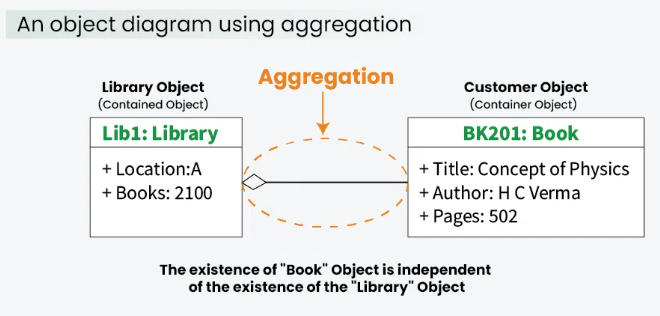 An object diagram using aggregation
Aggregation
Library Object
(Contained Object)
Lib1: Library
+ Location:A
+ Books: 2100
Customer Object
(Container Object)
BK201: Book
+ Title: Concept of Physics
+ Author: H C Verma
+ Pages: 502
The existence of "Book" Object is independent
of the existence of the "Library" Object